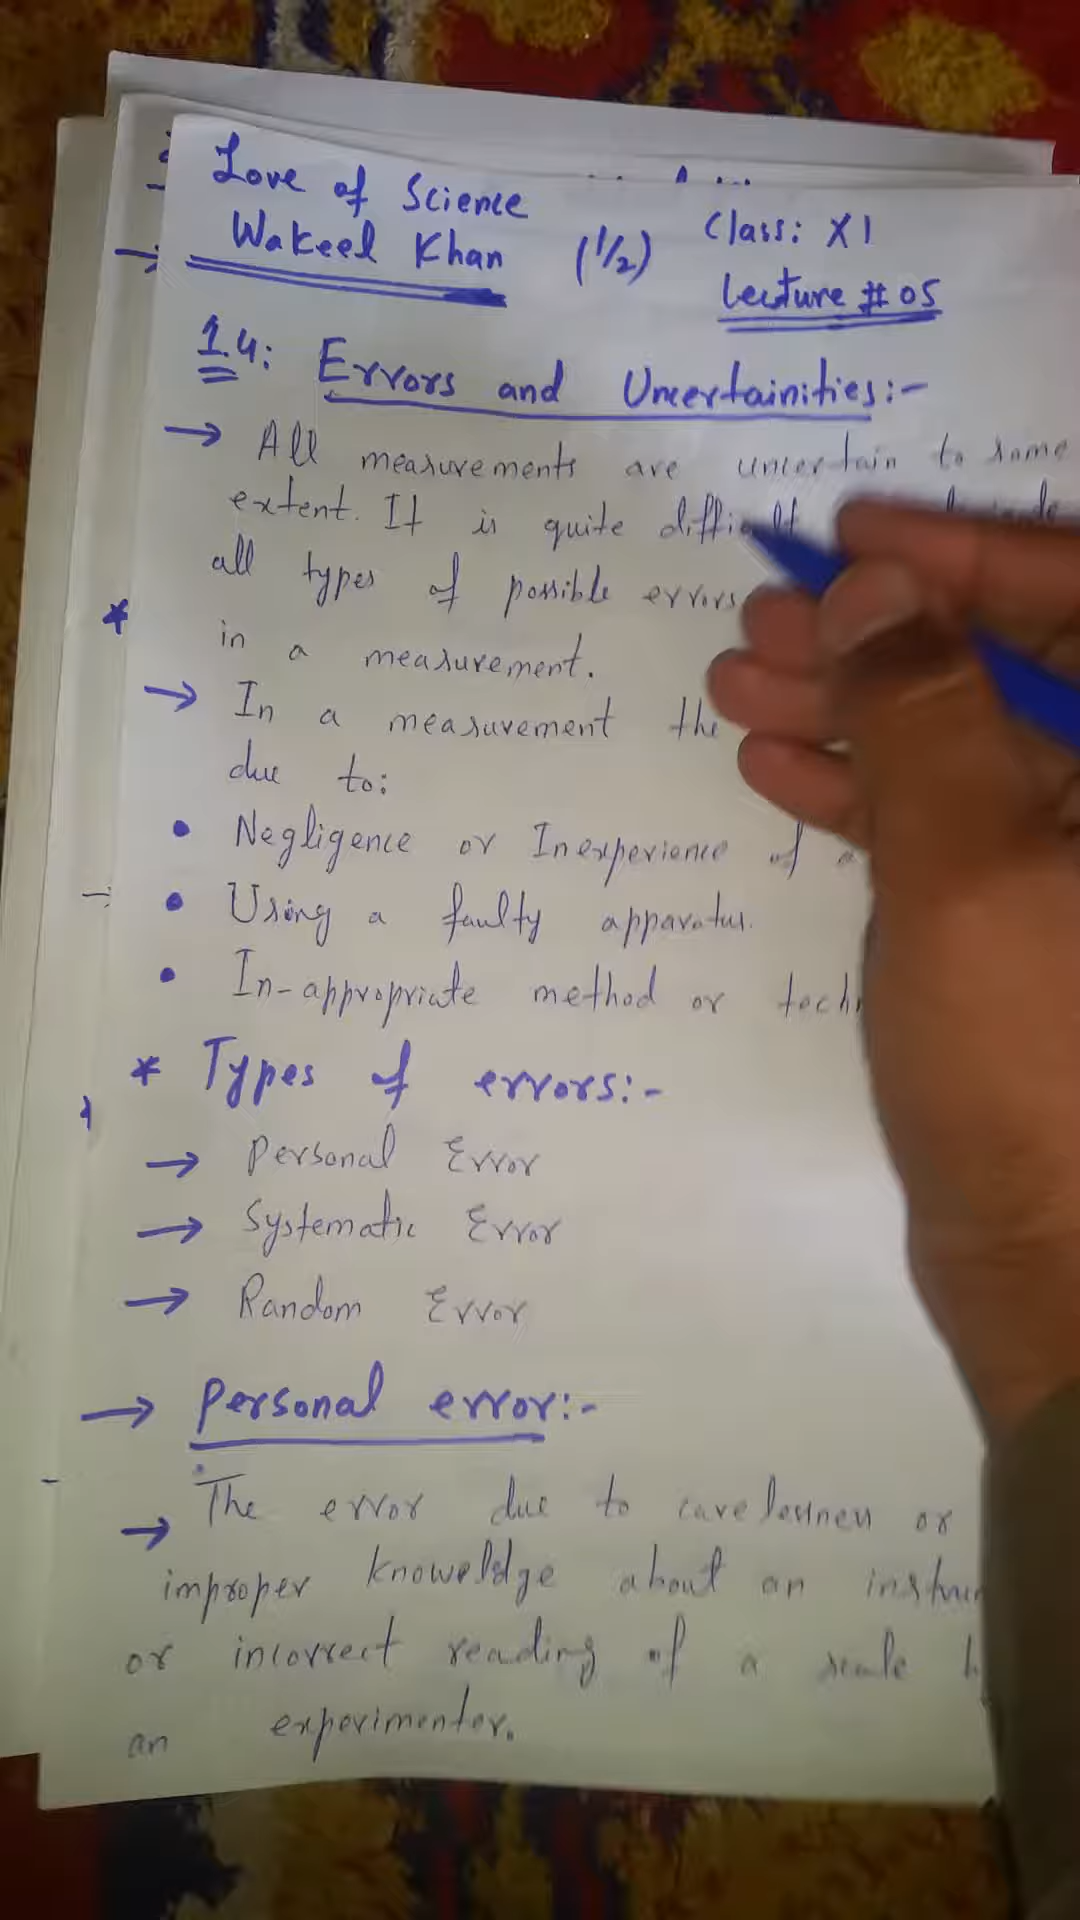 Love of Science
Wakeel Khan (1/2) Class: XI
Lecture # 05
1.4: Errors and Uncertainities:-
→ All measurements are uncertain to some
extent. It is quite difficult
all types of possible errors
* in a measurement.
→ In a measurement the
due to:
• Negligence or Inexperience of a
• Using a faulty apparatus.
• In-appropriate method or
* Types of errors:-
→ Personal Error
→ Systematic Error
→ Random Error
→ Personal error:-
→ The error due to carelessness or
improper knoweldge about an
or incorrect reading of a scale
an experimenter.